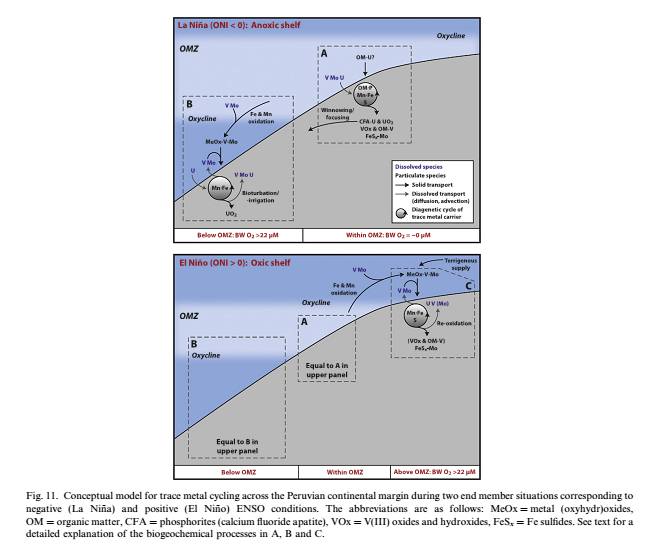 La Niña (ONI < 0): Anoxic shelf
Oxycline
OMZ
A
OM-U?
V Mo U
OM-P
Mn-Fe
S
B
V Mo
Oxycline
Fe & Mn
oxidation
Winnowing/
focusing
CFA-U & UO₂
VOx & OM-V
FeSₓ-Mo
MeOx-V-Mo
V Mo
U
V Mo U
Mn-Fe
Bioturbation/
-irrigation
UO₂
Dissolved species
Particulate species
Solid transport
Dissolved transport
(diffusion, advection)
Diagenetic cycle of
trace metal carrier
Below OMZ: BW O₂ >22 µM
Within OMZ: BW O₂ = ~0 µM
El Niño (ONI > 0): Oxic shelf
Terrigenous
supply
V Mo
MeOx-V-Mo
Fe & Mn
oxidation
C
V Mo
Oxycline
U V (Mo)
OMZ
A
Mn-Fe
S
Re-oxidation
B
Oxycline
(VOx & OM-V)
FeSₓ-Mo
Equal to A in
upper panel
Equal to B in
upper panel
Below OMZ
Within OMZ
Above OMZ: BW O₂ >22 µM
Fig. 11. Conceptual model for trace metal cycling across the Peruvian continental margin during two end member situations corresponding to
negative (La Niña) and positive (El Niño) ENSO conditions. The abbreviations are as follows: MeOx = metal (oxyhydr)oxides,
OM = organic matter, CFA = phosphorites (calcium fluoride apatite), VOx = V(III) oxides and hydroxides, FeSₓ = Fe sulfides. See text for a
detailed explanation of the biogeochemical processes in A, B and C.